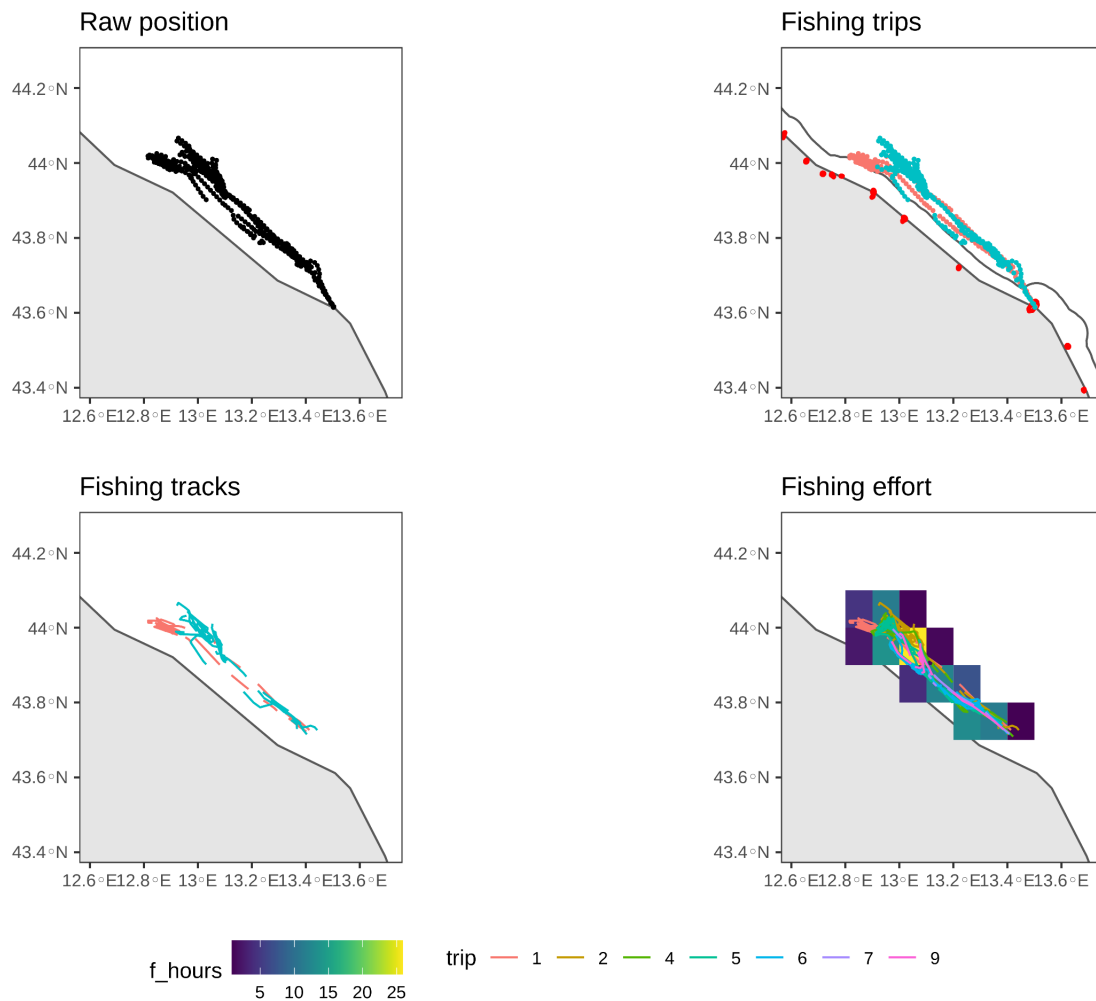 Raw position
Fishing trips
44.2°N
44°N
43.8°N
43.6°N
43.4°N
12.6°E12.8°E 13°E 13.2°E13.4°E13.6°E
44.2°N
44°N
43.8°N
43.6°N
43.4°N
12.6°E12.8°E 13°E 13.2°E13.4°E13.6°E
Fishing tracks
Fishing effort
44.2°N
44°N
43.8°N
43.6°N
43.4°N
12.6°E12.8°E 13°E 13.2°E13.4°E13.6°E
44.2°N
44°N
43.8°N
43.6°N
43.4°N
12.6°E12.8°E 13°E 13.2°E13.4°E13.6°E
f_hours
5 10 15 20 25
trip 1 2 4 5 6 7 9